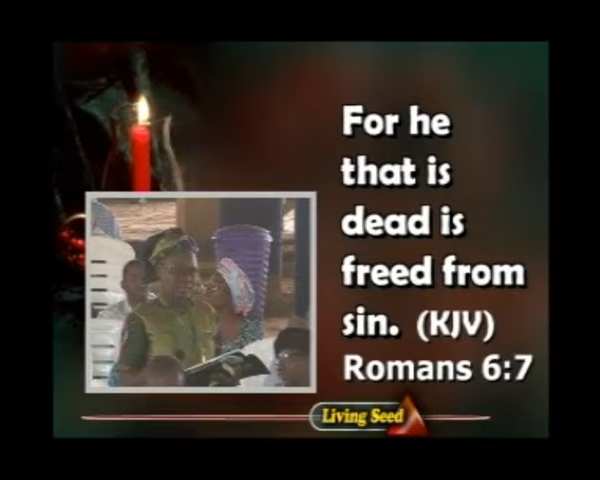 For he
that is
dead is
freed from
sin. (KJV)
Romans 6:7
Living Seed